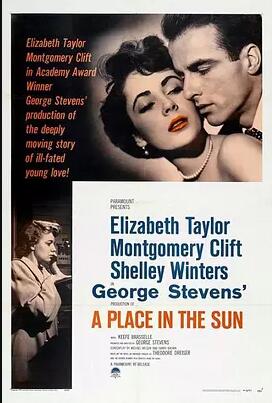 Elizabeth Taylor
Montgomery Clift
in Academy Award
Winner
George Stevens'
production of
the deeply
moving story
of ill-fated
young love!
PARAMOUNT
PRESENTS
Elizabeth Taylor
Montgomery Clift
Shelley Winters
in George Stevens'
PRODUCTION OF
A PLACE IN THE SUN
KEEFE BRASSELLE
GEORGE STEVENS
THEODORE DREISER
A PARAMOUNT RE-RELEASE